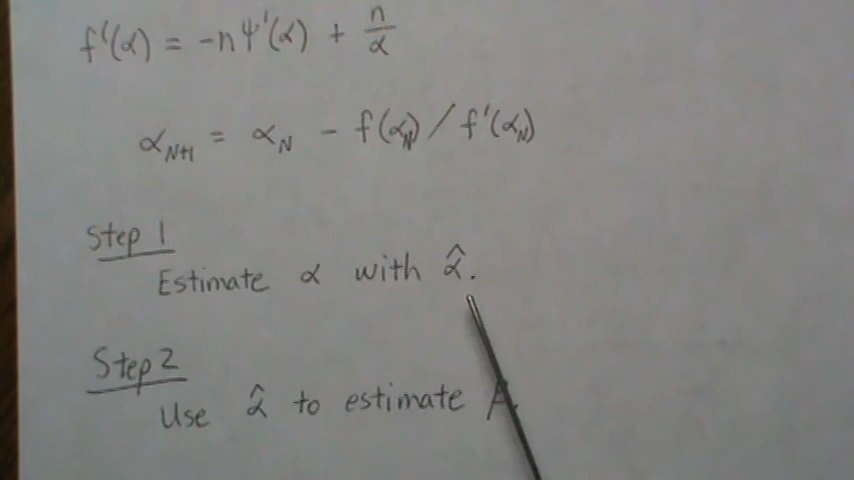 f'(α) = -nΨ'(α) + n/α
α_{N+1} = α_N - f(α_N) / f'(α_N)
Step 1
Estimate α with α̂.
Step 2
Use α̂ to estimate